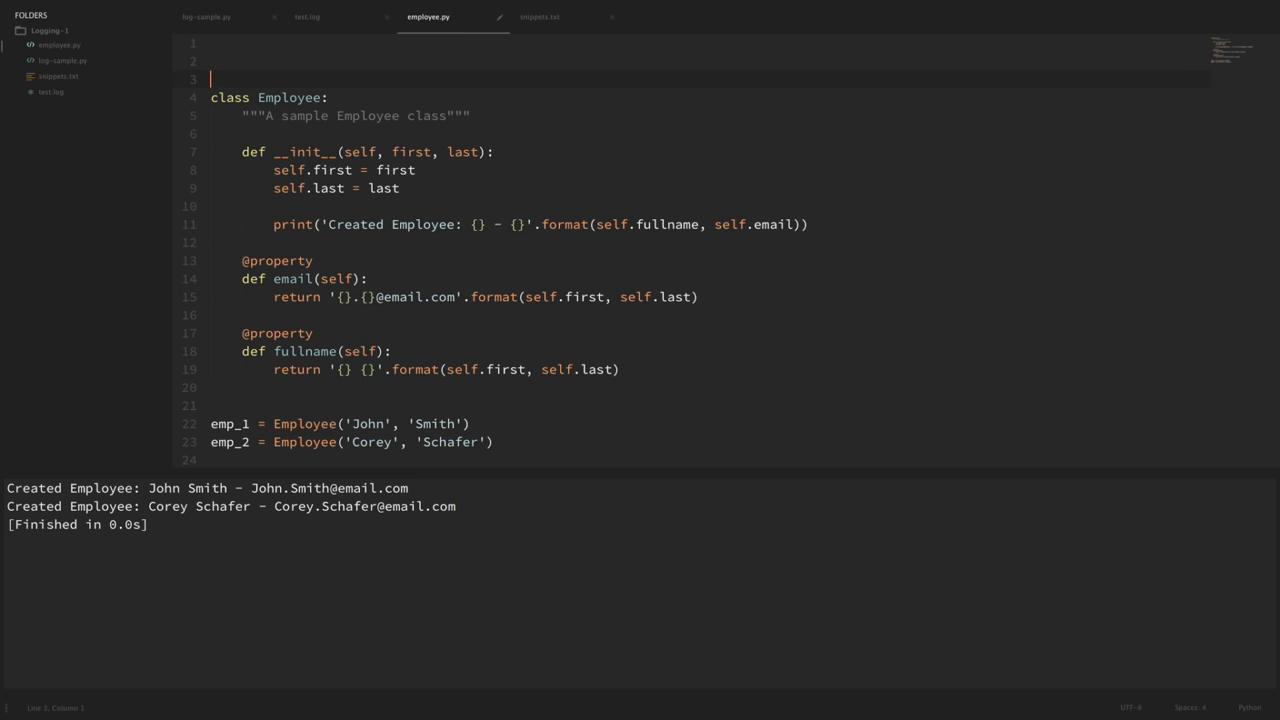 FOLDERS
Logging-1
employee.py
log-sample.py
snippets.txt
test.log
log-sample.py
test.log
employee.py
snippets.txt
1
2
3
4 class Employee:
5 """A sample Employee class"""
6
7 def __init__(self, first, last):
8 self.first = first
9 self.last = last
10
11 print('Created Employee: {} - {}'.format(self.fullname, self.email))
12
13 @property
14 def email(self):
15 return '{}.{}@email.com'.format(self.first, self.last)
16
17 @property
18 def fullname(self):
19 return '{} {}'.format(self.first, self.last)
20
21
22 emp_1 = Employee('John', 'Smith')
23 emp_2 = Employee('Corey', 'Schafer')
24
Created Employee: John Smith - John.Smith@email.com
Created Employee: Corey Schafer - Corey.Schafer@email.com
[Finished in 0.0s]
Line 3, Column 1
UTF-8
Spaces: 4
Python